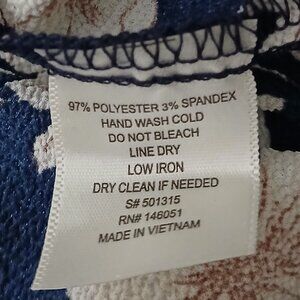 97% POLYESTER 3% SPANDEX
HAND WASH COLD
DO NOT BLEACH
LINE DRY
LOW IRON
DRY CLEAN IF NEEDED
S# 501315
RN# 146051
MADE IN VIETNAM